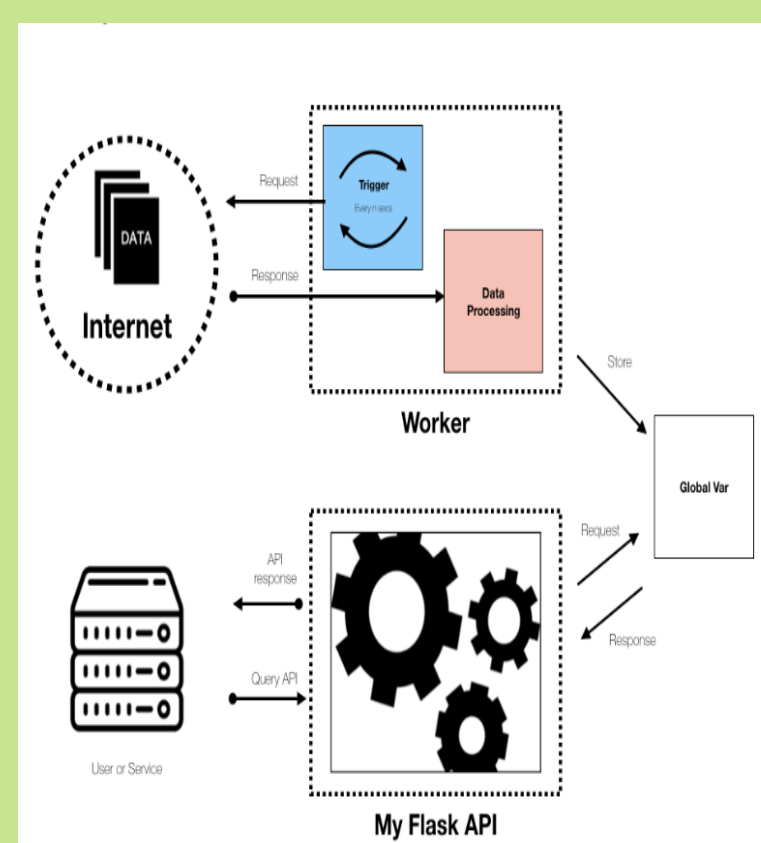 Request
Trigger
Every n secs
DATA
Response
Internet
Data
Processing
Worker
Store
Global Var
Request
API
response
Query API
Response
User or Service
My Flask API